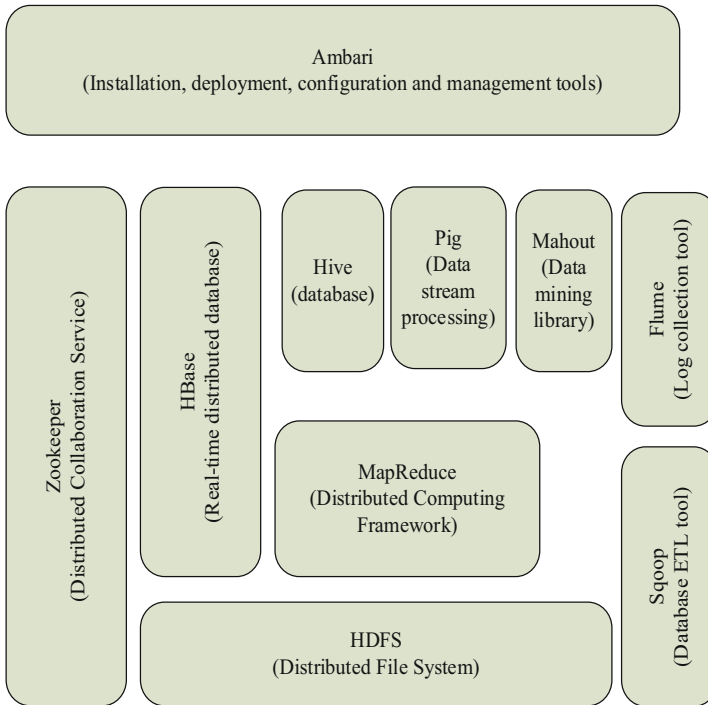 Ambari
(Installation, deployment, configuration and management tools)
Zookeeper
(Distributed Collaboration Service)
HBase
(Real-time distributed database)
Hive
(database)
Pig
(Data
stream
processing)
Mahout
(Data
mining
library)
Flume
(Log collection tool)
MapReduce
(Distributed Computing
Framework)
Sqoop
(Database ETL tool)
HDFS
(Distributed File System)